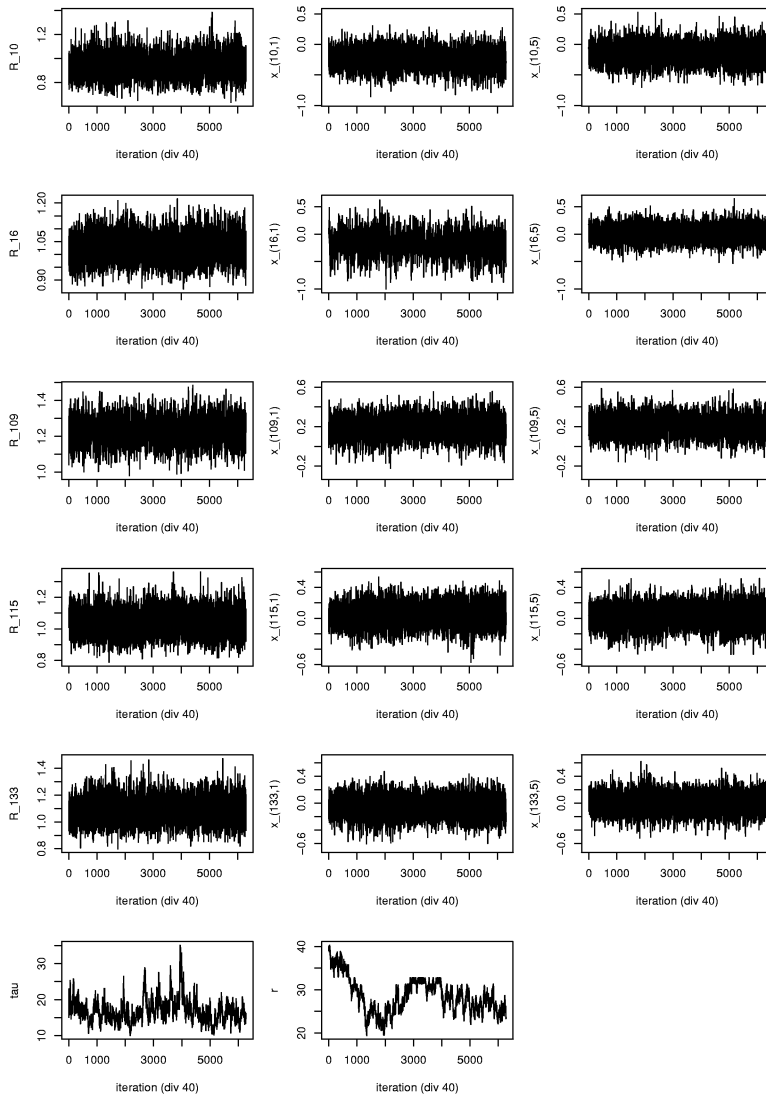 R_10 0.8 1.2 0 1000 3000 5000 iteration (div 40)
x_(10,1) −1.0 0.0 0.5 0 1000 3000 5000 iteration (div 40)
x_(10,5) −1.0 0.0 0.5 0 1000 3000 5000 iteration (div 40)
R_16 0.90 1.05 1.20 0 1000 3000 5000 iteration (div 40)
x_(16,1) −1.0 0.0 0.5 0 1000 3000 5000 iteration (div 40)
x_(16,5) −1.0 0.0 0.5 0 1000 3000 5000 iteration (div 40)
R_109 1.0 1.2 1.4 0 1000 3000 5000 iteration (div 40)
x_(109,1) −0.2 0.2 0.6 0 1000 3000 5000 iteration (div 40)
x_(109,5) −0.2 0.2 0.6 0 1000 3000 5000 iteration (div 40)
R_115 0.8 1.0 1.2 0 1000 3000 5000 iteration (div 40)
x_(115,1) −0.6 0.0 0.4 0 1000 3000 5000 iteration (div 40)
x_(115,5) −0.6 0.0 0.4 0 1000 3000 5000 iteration (div 40)
R_133 0.8 1.0 1.2 1.4 0 1000 3000 5000 iteration (div 40)
x_(133,1) −0.6 0.0 0.4 0 1000 3000 5000 iteration (div 40)
x_(133,5) −0.6 0.0 0.4 0 1000 3000 5000 iteration (div 40)
tau 10 20 30 0 1000 3000 5000 iteration (div 40)
r 20 30 40 0 1000 3000 5000 iteration (div 40)